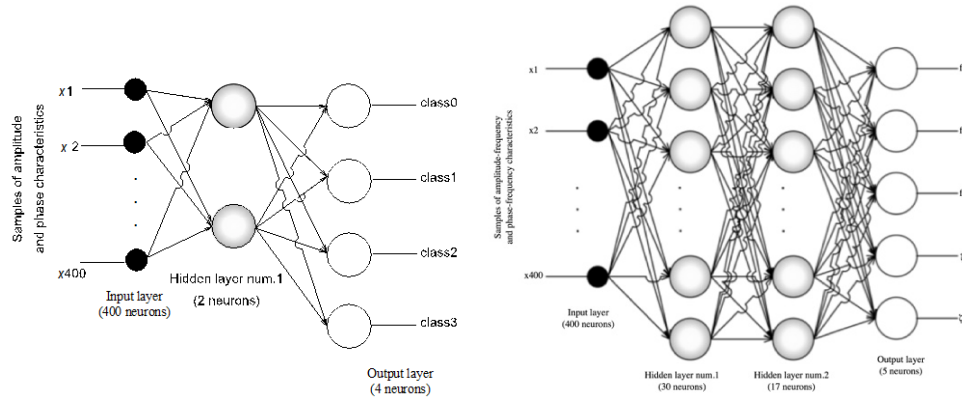 Samples of amplitude
and phase characteristics
x1
x2
x400
Input layer
(400 neurons)
Hidden layer num.1
(2 neurons)
class0
class1
class2
class3
Output layer
(4 neurons)
Samples of amplitude-frequency
and phase-frequency characteristics
x1
x2
x400
Input layer
(400 neurons)
Hidden layer num.1
(30 neurons)
Hidden layer num.2
(17 neurons)
Output layer
(5 neurons)